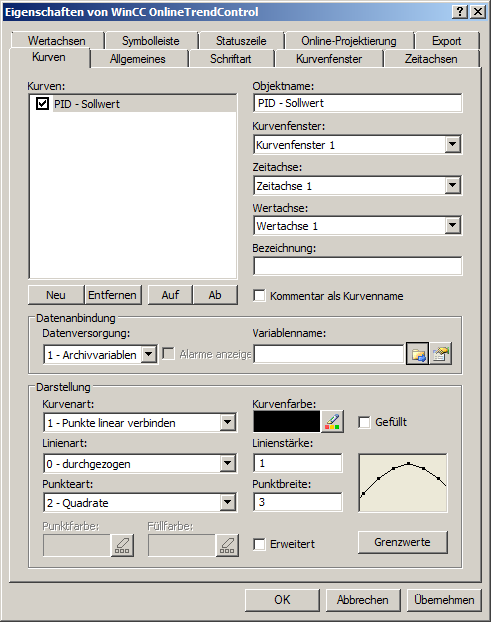 Eigenschaften von WinCC OnlineTrendControl
Wertachsen Symbolleiste Statuszeile Online-Projektierung Export
Kurven Allgemeines Schriftart Kurvenfenster Zeitachsen
Kurven: Objektname:
PID - Sollwert PID - Sollwert
Kurvenfenster:
Kurvenfenster 1
Zeitachse:
Zeitachse 1
Wertachse:
Wertachse 1
Bezeichnung:
Neu Entfernen Auf Ab Kommentar als Kurvenname
Datenanbindung
Datenversorgung: Variablenname:
1 - Archivvariablen Alarme anzeige
Darstellung
Kurvenart: Kurvenfarbe:
1 - Punkte linear verbinden Gefüllt
Linienart: Linienstärke:
0 - durchgezogen 1
Punkteart: Punktbreite:
2 - Quadrate 3
Punktfarbe: Füllfarbe:
Erweitert Grenzwerte
OK Abbrechen Übernehmen